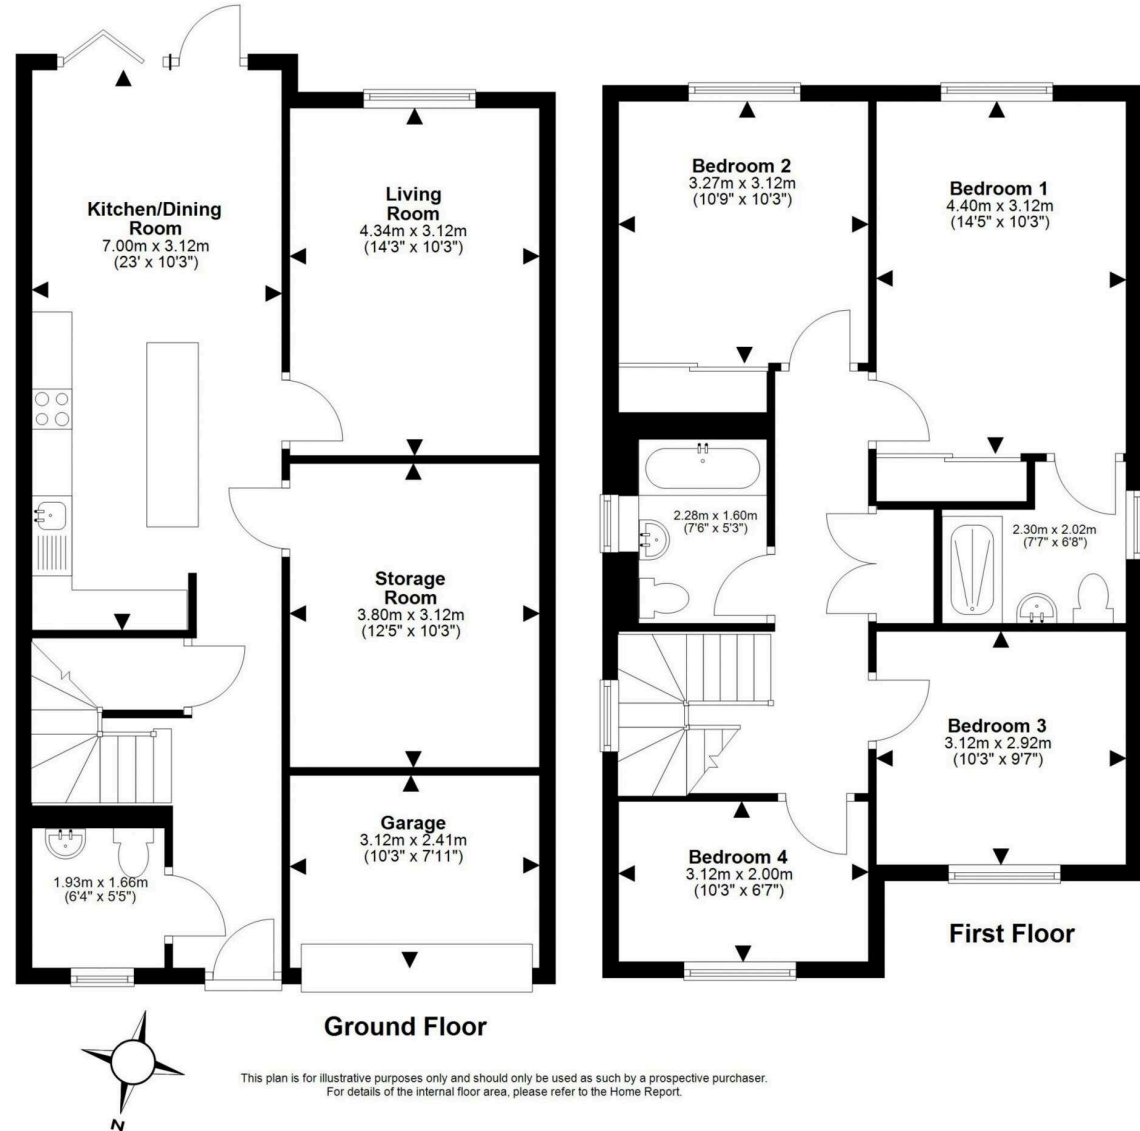 Kitchen/Dining
Room
7.00m x 3.12m
(23' x 10'3")
Living
Room
4.34m x 3.12m
(14'3" x 10'3")
Storage
Room
3.80m x 3.12m
(12'5" x 10'3")
Garage
3.12m x 2.41m
(10'3" x 7'11")
1.93m x 1.66m
(6'4" x 5'5")
Ground Floor
Bedroom 2
3.27m x 3.12m
(10'9" x 10'3")
Bedroom 1
4.40m x 3.12m
(14'5" x 10'3")
2.28m x 1.60m
(7'6" x 5'3")
2.30m x 2.02m
(7'7" x 6'8")
Bedroom 3
3.12m x 2.92m
(10'3" x 9'7")
Bedroom 4
3.12m x 2.00m
(10'3" x 6'7")
First Floor
N
This plan is for illustrative purposes only and should only be used as such by a prospective purchaser.
For details of the internal floor area, please refer to the Home Report.